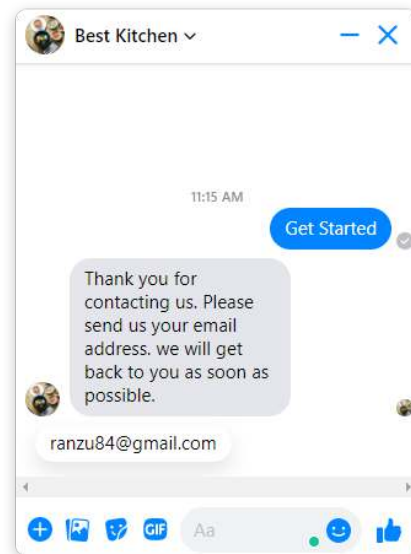 Best Kitchen
11:15 AM
Get Started
Thank you for
contacting us. Please
send us your email
address. we will get
back to you as soon as
possible.
ranzu84@gmail.com
GIF
Aa